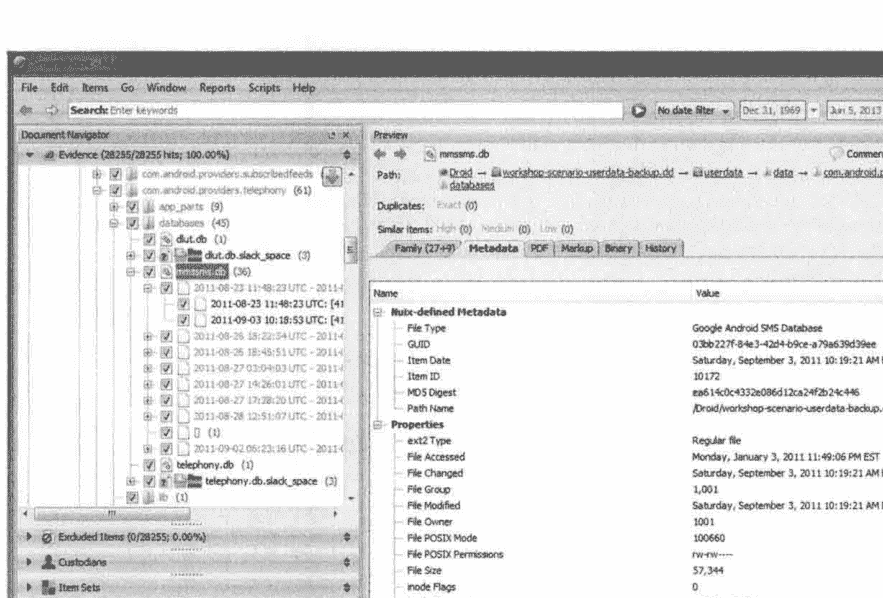 File Edit Items Go Window Reports Scripts Help
Search: Enter keywords
No date filter
Dec 31, 1969
Jun 5, 2013
Document Navigator
Evidence (28255/28255 hits; 100.00%)
com.android.providers.subscribedfeeds
com.android.providers.telephony (61)
app_parts (9)
databases (45)
dlut.db (1)
dlut.db.slack_space (3)
mmssms.db (36)
2011-08-23 11:48:23 UTC - 2011-
2011-08-23 11:48:23 UTC: [41
2011-09-03 10:18:53 UTC: [41
2011-08-26 18:22:54 UTC - 2011-
2011-08-26 18:45:51 UTC - 2011-
2011-08-27 03:04:03 UTC - 2011-
2011-08-27 14:26:01 UTC - 2011-
2011-08-27 17:28:20 UTC - 2011-
2011-08-28 12:51:07 UTC - 2011-
[] (1)
2011-09-02 06:23:16 UTC - 2011-
telephony.db (1)
telephony.db.slack_space (3)
lib (1)
Excluded Items (0/28255; 0.00%)
Custodians
Item Sets
Preview
mmssms.db
Commen
Path: Droid → workshop-scenario-userdata-backup.dd → userdata → data → com.android.p
databases
Duplicates: Exact (0)
Similar items: High (0) Medium (0) Low (0)
Family (27+9) Metadata PDF Markup Binary History
Name Value
Nuix-defined Metadata
File Type Google Android SMS Database
GUID 03bb227f-84e3-42d4-b9ce-a79a639d39ee
Item Date Saturday, September 3, 2011 10:19:21 AM
Item ID 10172
MD5 Digest ea614c0c4332e086d12ca24f2b24c446
Path Name /Droid/workshop-scenario-userdata-backup.
Properties
ext2 Type Regular file
File Accessed Monday, January 3, 2011 11:49:06 PM EST
File Changed Saturday, September 3, 2011 10:19:21 AM
File Group 1,001
File Modified Saturday, September 3, 2011 10:19:21 AM
File Owner 1001
File POSIX Mode 100660
File POSIX Permissions rw-rw----
File Size 57,344
inode Flags 0